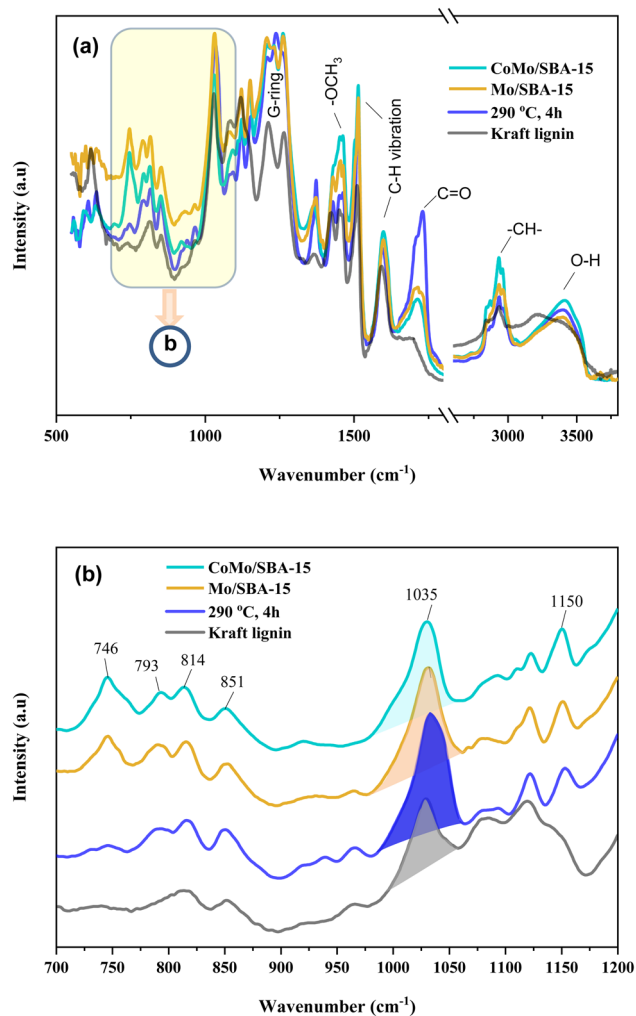 (a)
CoMo/SBA-15
Mo/SBA-15
290 °C, 4h
Kraft lignin
G-ring
-OCH3
C-H vibration
C=O
-CH-
O-H
b
Intensity (a.u)
500 1000 1500 3000 3500
Wavenumber (cm-1)
(b)
CoMo/SBA-15
Mo/SBA-15
290 °C, 4h
Kraft lignin
746
793
814
851
1035
1150
Intensity (a.u)
700 750 800 850 900 950 1000 1050 1100 1150 1200
Wavenumber (cm-1)